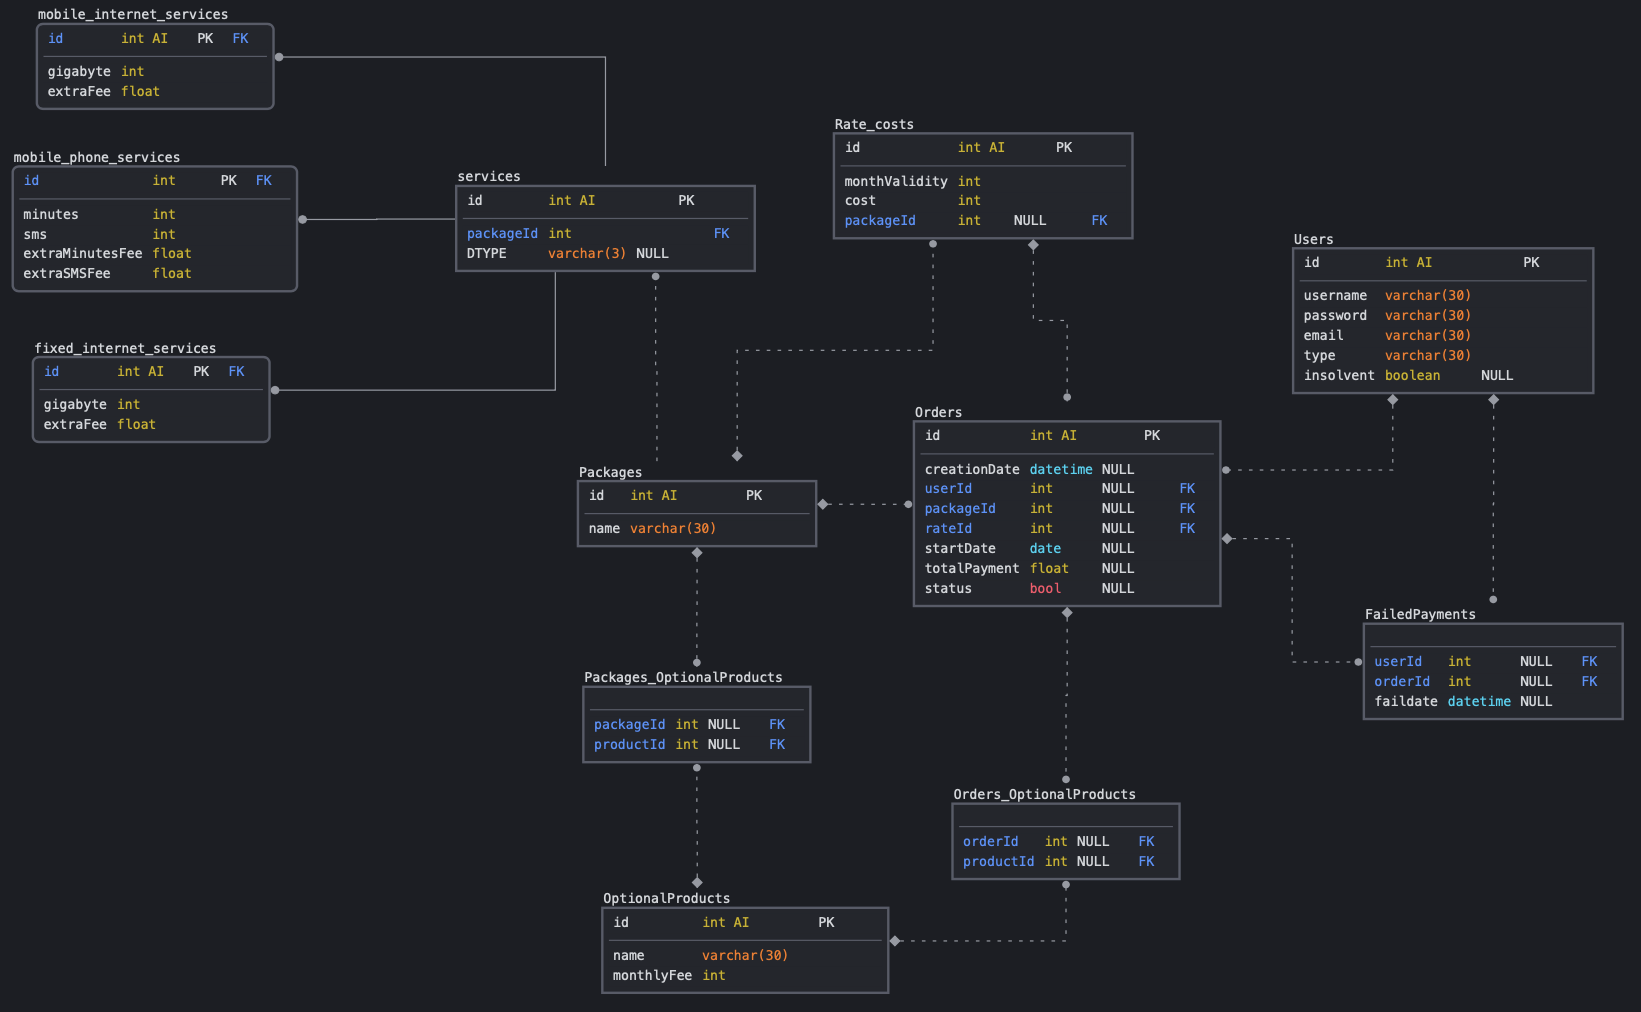 mobile_internet_services
id int AI PK FK
gigabyte int
extraFee float
mobile_phone_services
id int PK FK
minutes int
sms int
extraMinutesFee float
extraSMSFee float
fixed_internet_services
id int AI PK FK
gigabyte int
extraFee float
services
id int AI PK
packageId int FK
DTYPE varchar(3) NULL
Rate_costs
id int AI PK
monthValidity int
cost int
packageId int NULL FK
Users
id int AI PK
username varchar(30)
password varchar(30)
email varchar(30)
type varchar(30)
insolvent boolean NULL
Packages
id int AI PK
name varchar(30)
Orders
id int AI PK
creationDate datetime NULL
userId int NULL FK
packageId int NULL FK
rateId int NULL FK
startDate date NULL
totalPayment float NULL
status bool NULL
FailedPayments
userId int NULL FK
orderId int NULL FK
faildate datetime NULL
Packages_OptionalProducts
packageId int NULL FK
productId int NULL FK
Orders_OptionalProducts
orderId int NULL FK
productId int NULL FK
OptionalProducts
id int AI PK
name varchar(30)
monthlyFee int